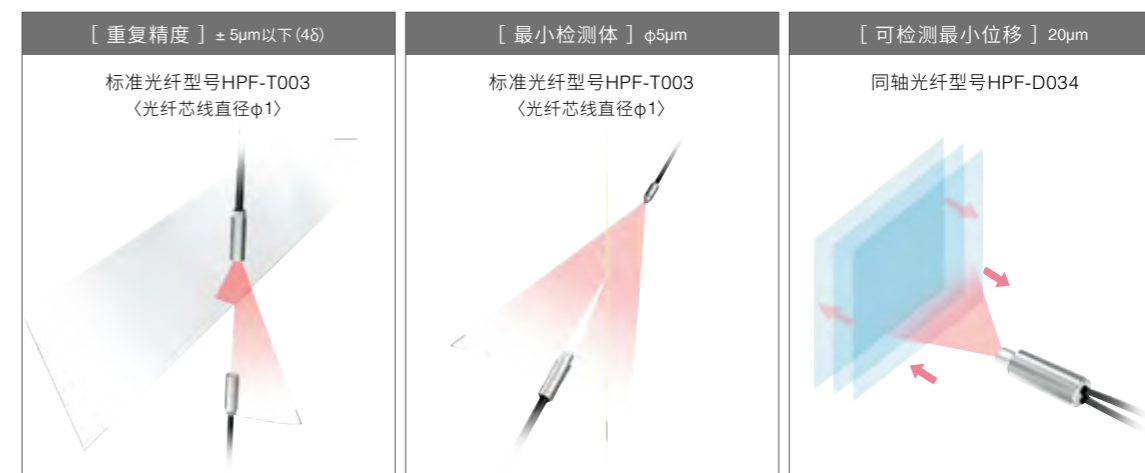 ［ 重复精度 ］± 5μm以下(4δ)
标准光纤型号HPF-T003
〈光纤芯线直径φ1〉
［ 最小检测体 ］φ5μm
标准光纤型号HPF-T003
〈光纤芯线直径φ1〉
［ 可检测最小位移 ］20μm
同轴光纤型号HPF-D034